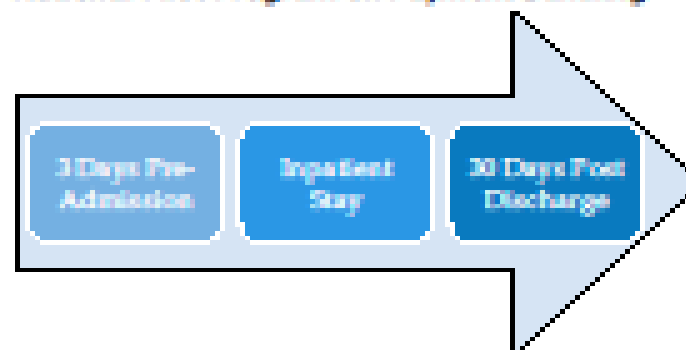 3 Days Pre-
Admission
Inpatient
Stay
30 Days Post
Discharge